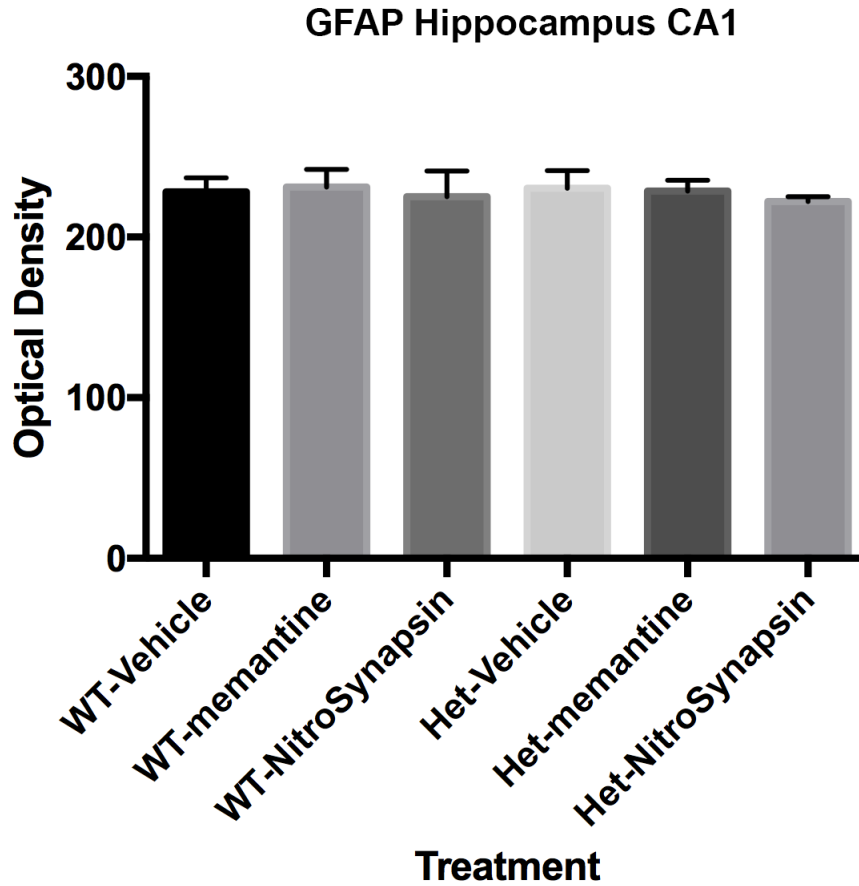 GFAP Hippocampus CA1
300
200
100
0
Optical Density
WT-Vehicle
WT-memantine
WT-NitroSynapsin
Het-Vehicle
Het-memantine
Het-NitroSynapsin
Treatment